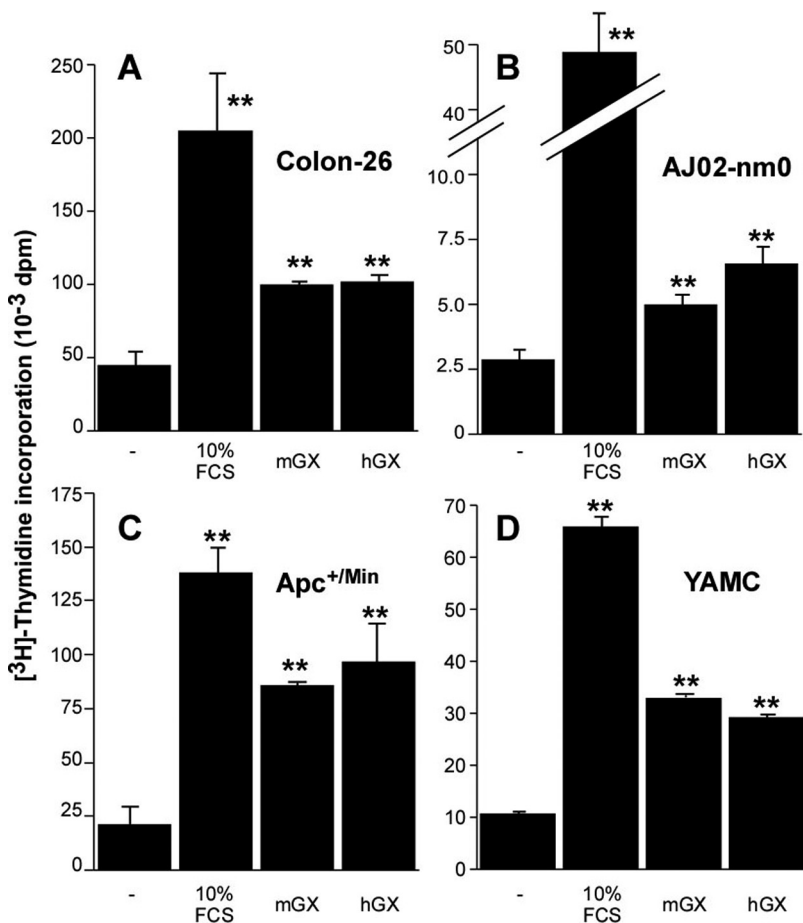 [³H]-Thymidine incorporation (10⁻³ dpm)
A
Colon-26
250
200
150
100
50
0
**
**
**
-
10%
FCS
mGX
hGX
B
AJ02-nm0
50
40
10.0
7.5
5.0
2.5
0
**
**
**
-
10%
FCS
mGX
hGX
C
Apc⁺/Min
175
150
125
100
75
50
25
0
**
**
**
-
10%
FCS
mGX
hGX
D
YAMC
70
60
50
40
30
20
10
0
**
**
**
-
10%
FCS
mGX
hGX